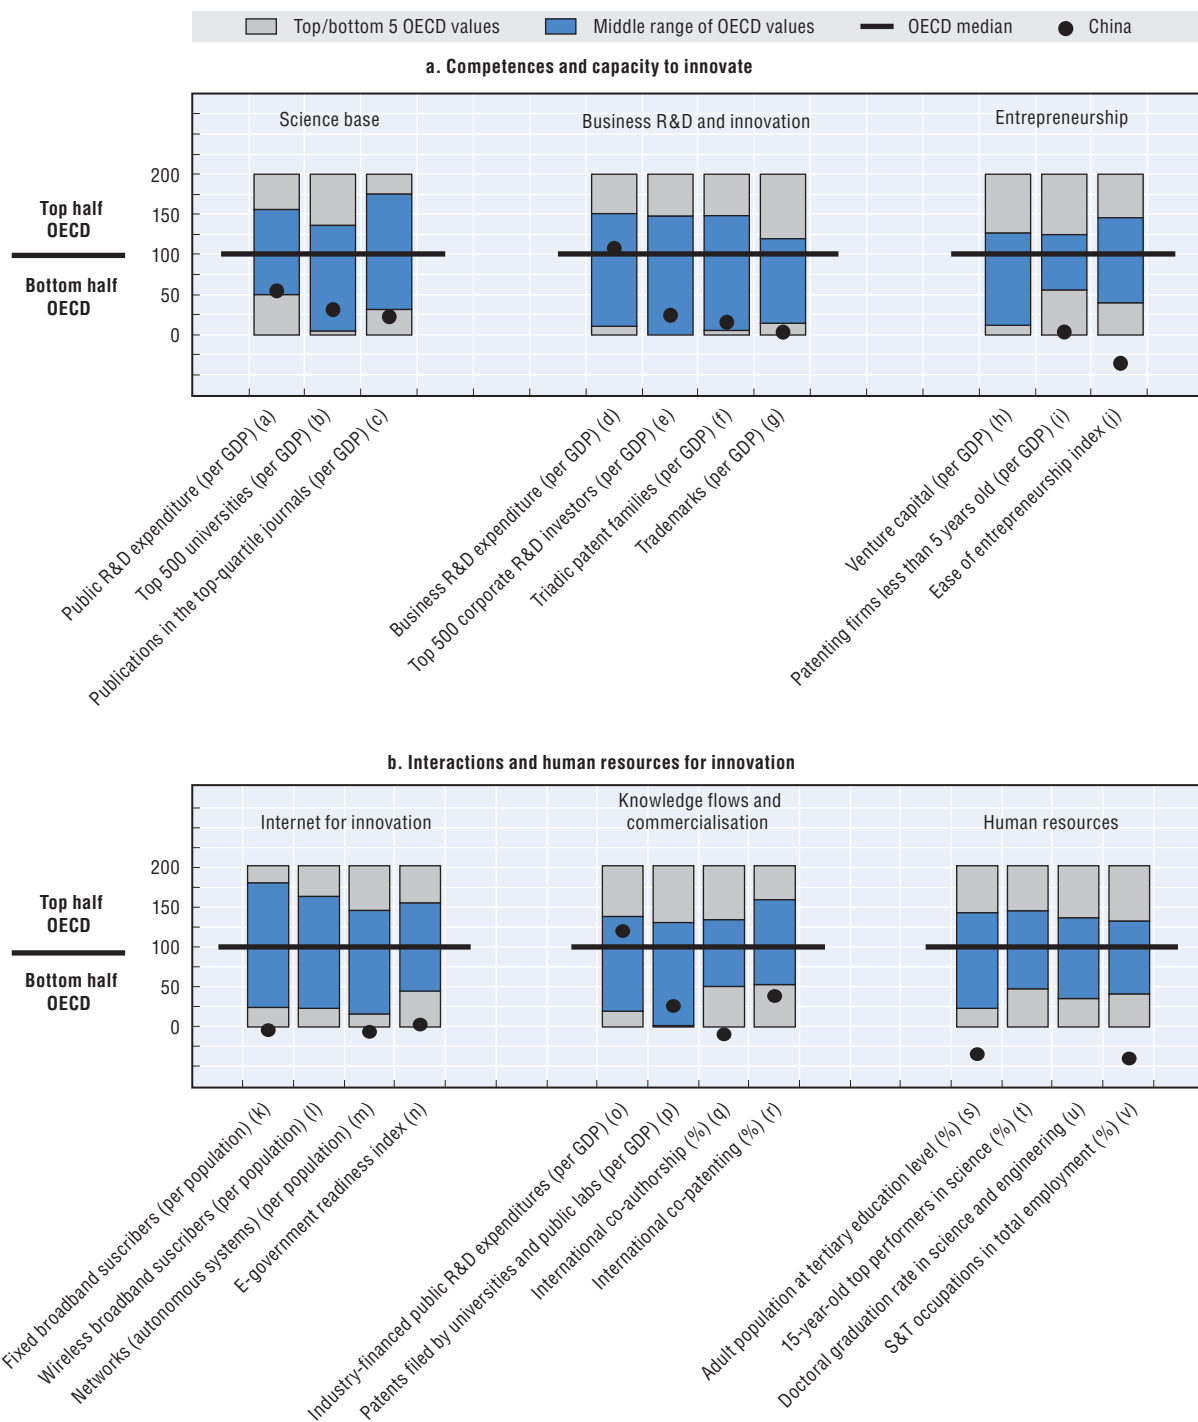 Top/bottom 5 OECD values Middle range of OECD values OECD median China
a. Competences and capacity to innovate
Science base Business R&D and innovation Entrepreneurship
200
150
100
50
0
Top half
OECD
Bottom half
OECD
Public R&D expenditure (per GDP) (a)
Top 500 universities (per GDP) (b)
Publications in the top-quartile journals (per GDP) (c)
Business R&D expenditure (per GDP) (d)
Top 500 corporate R&D investors (per GDP) (e)
Triadic patent families (per GDP) (f)
Trademarks (per GDP) (g)
Venture capital (per GDP) (h)
Patenting firms less than 5 years old (per GDP) (i)
Ease of entrepreneurship index (j)
b. Interactions and human resources for innovation
Internet for innovation
Knowledge flows and
commercialisation
Human resources
200
150
100
50
0
Top half
OECD
Bottom half
OECD
Fixed broadband suscribers (per population) (k)
Wireless broadband suscribers (per population) (l)
Networks (autonomous systems) (per population) (m)
E-government readiness index (n)
Industry-financed public R&D expenditures (per GDP) (o)
Patents filed by universities and public labs (per GDP) (p)
International co-authorship (%) (q)
International co-patenting (%) (r)
Adult population at tertiary education level (%) (s)
15-year-old top performers in science (%) (t)
Doctoral graduation rate in science and engineering (u)
S&T occupations in total employment (%) (v)